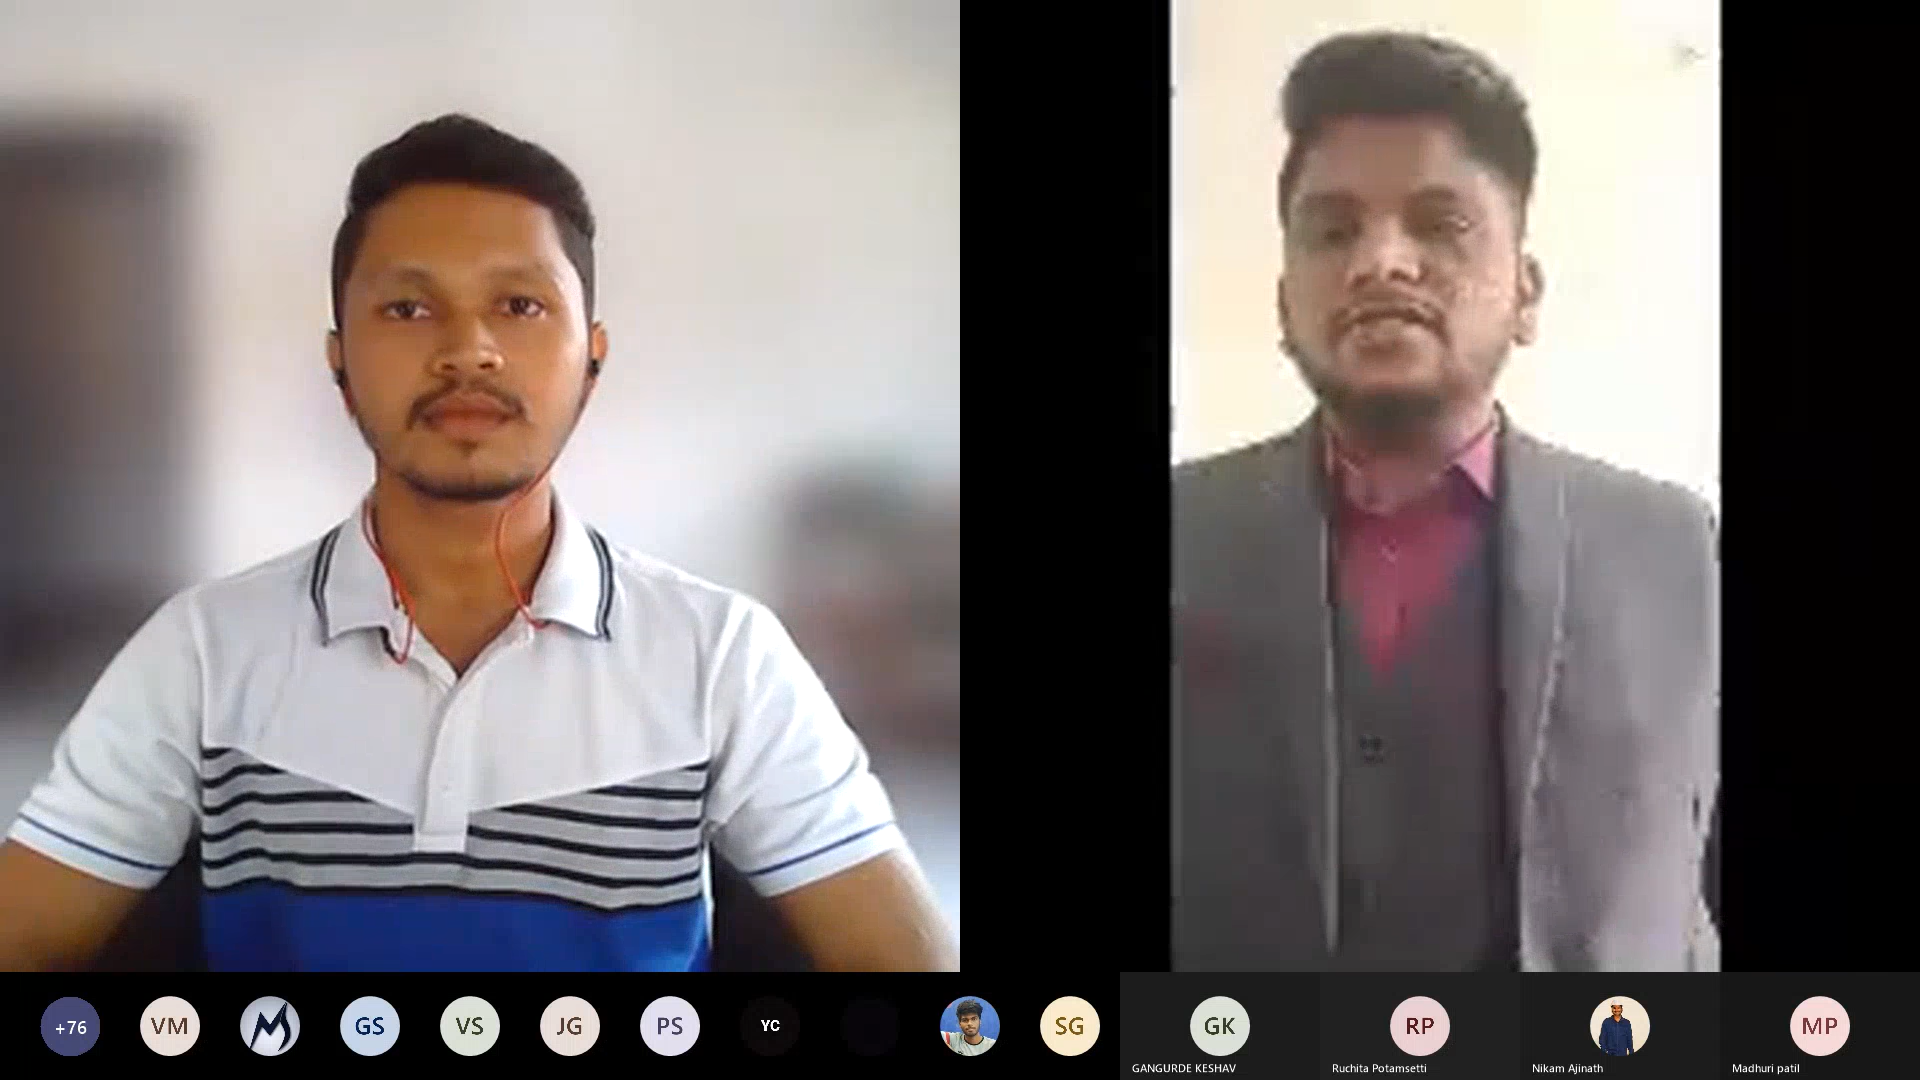 +76
VM
GS
VS
JG
PS
YC
SG
GK
RP
MP
GANGURDE KESHAV
Ruchita Potamsetti
Nikam Ajinath
Madhuri patil